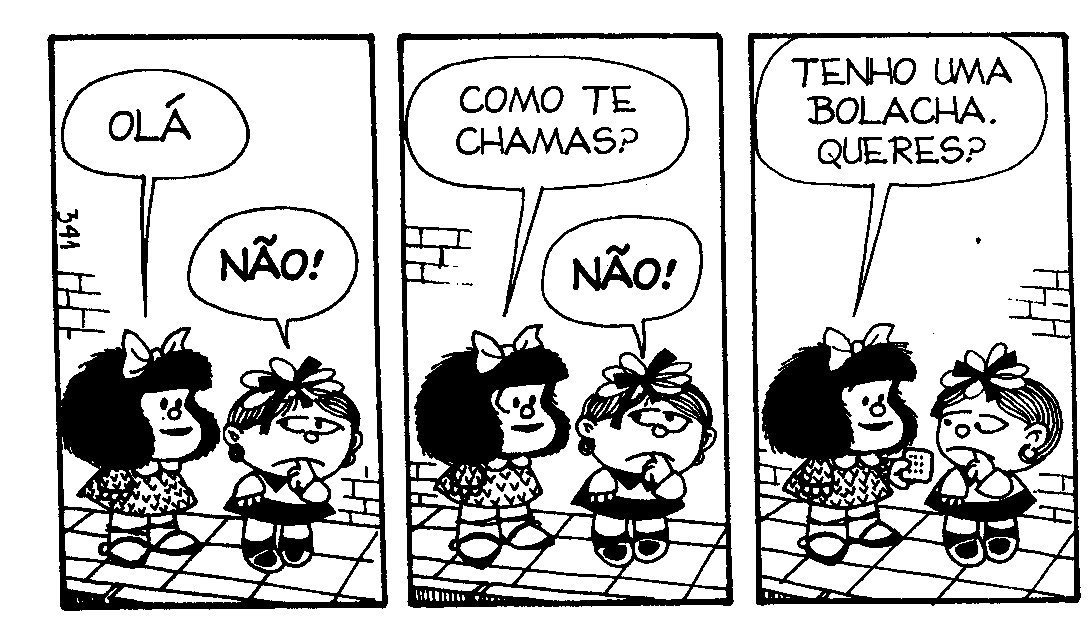 OLÁ
NÃO!
341
COMO TE
CHAMAS?
NÃO!
TENHO UMA
BOLACHA.
QUERES?